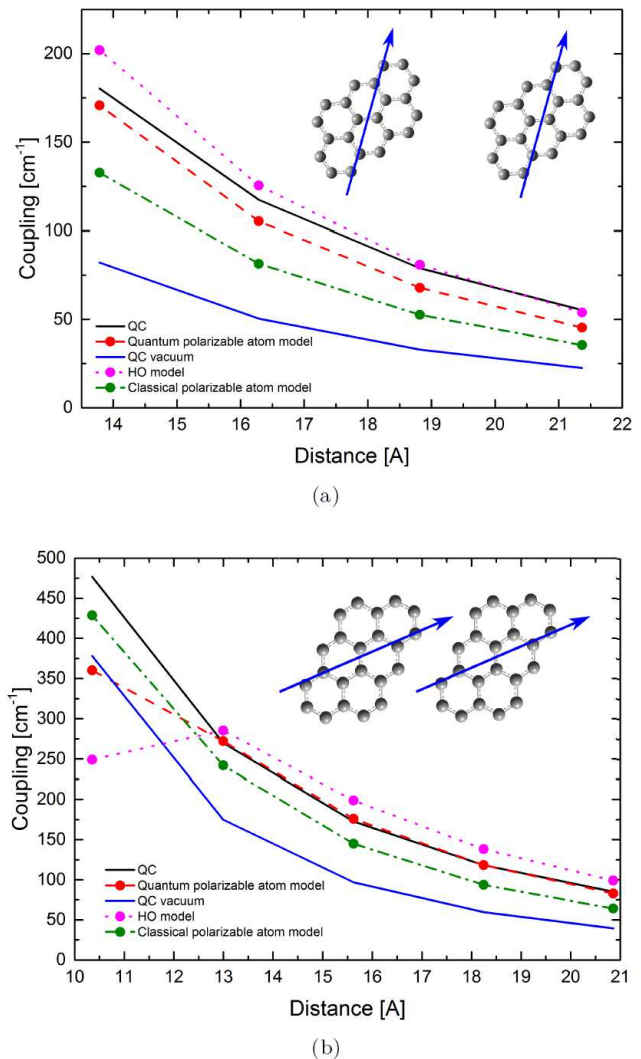 200
150
100
50
0
Coupling [cm⁻¹]
QC
Quantum polarizable atom model
QC vacuum
HO model
Classical polarizable atom model
14 15 16 17 18 19 20 21 22
Distance [A]
(a)
500
450
400
350
300
250
200
150
100
50
0
Coupling [cm⁻¹]
QC
Quantum polarizable atom model
QC vacuum
HO model
Classical polarizable atom model
10 11 12 13 14 15 16 17 18 19 20 21
Distance [A]
(b)